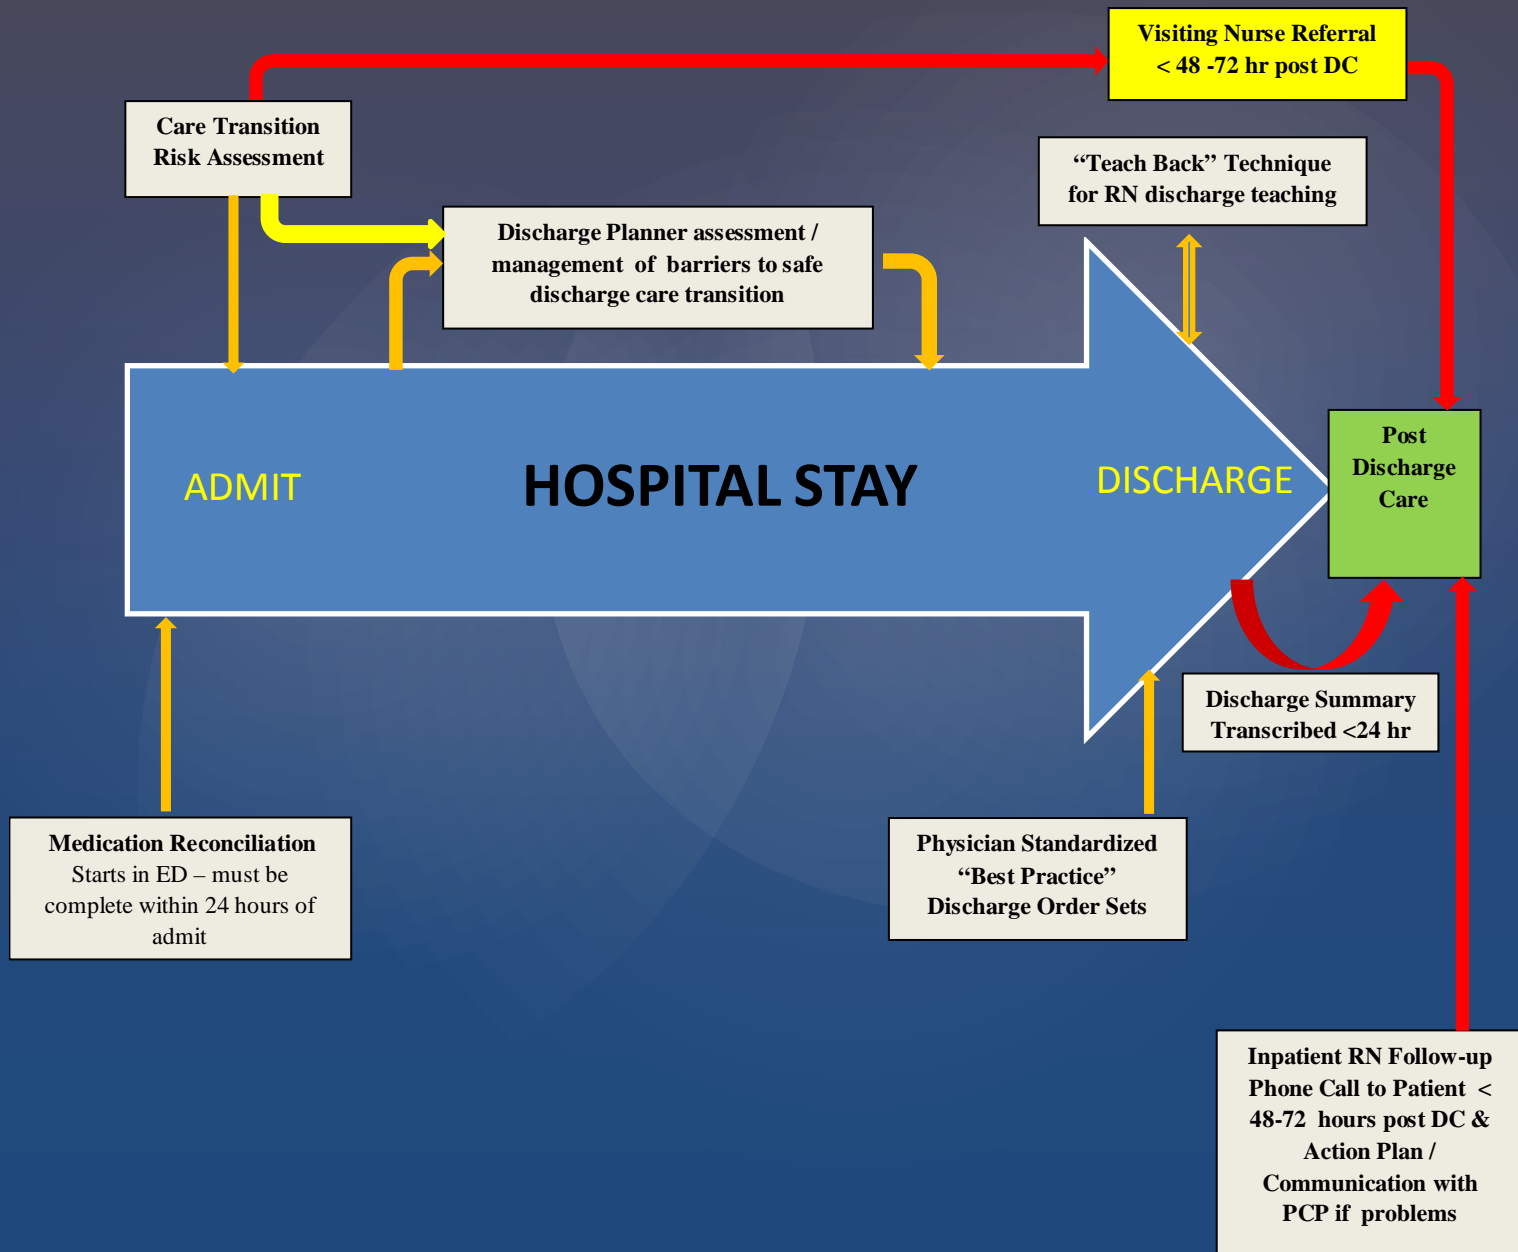 Visiting Nurse Referral
< 48 -72 hr post DC
Care Transition
Risk Assessment
“Teach Back” Technique
for RN discharge teaching
Discharge Planner assessment /
management of barriers to safe
discharge care transition
ADMIT
HOSPITAL STAY
DISCHARGE
Post
Discharge
Care
Discharge Summary
Transcribed <24 hr
Medication Reconciliation
Starts in ED – must be
complete within 24 hours of
admit
Physician Standardized
“Best Practice”
Discharge Order Sets
Inpatient RN Follow-up
Phone Call to Patient <
48-72 hours post DC &
Action Plan /
Communication with
PCP if problems